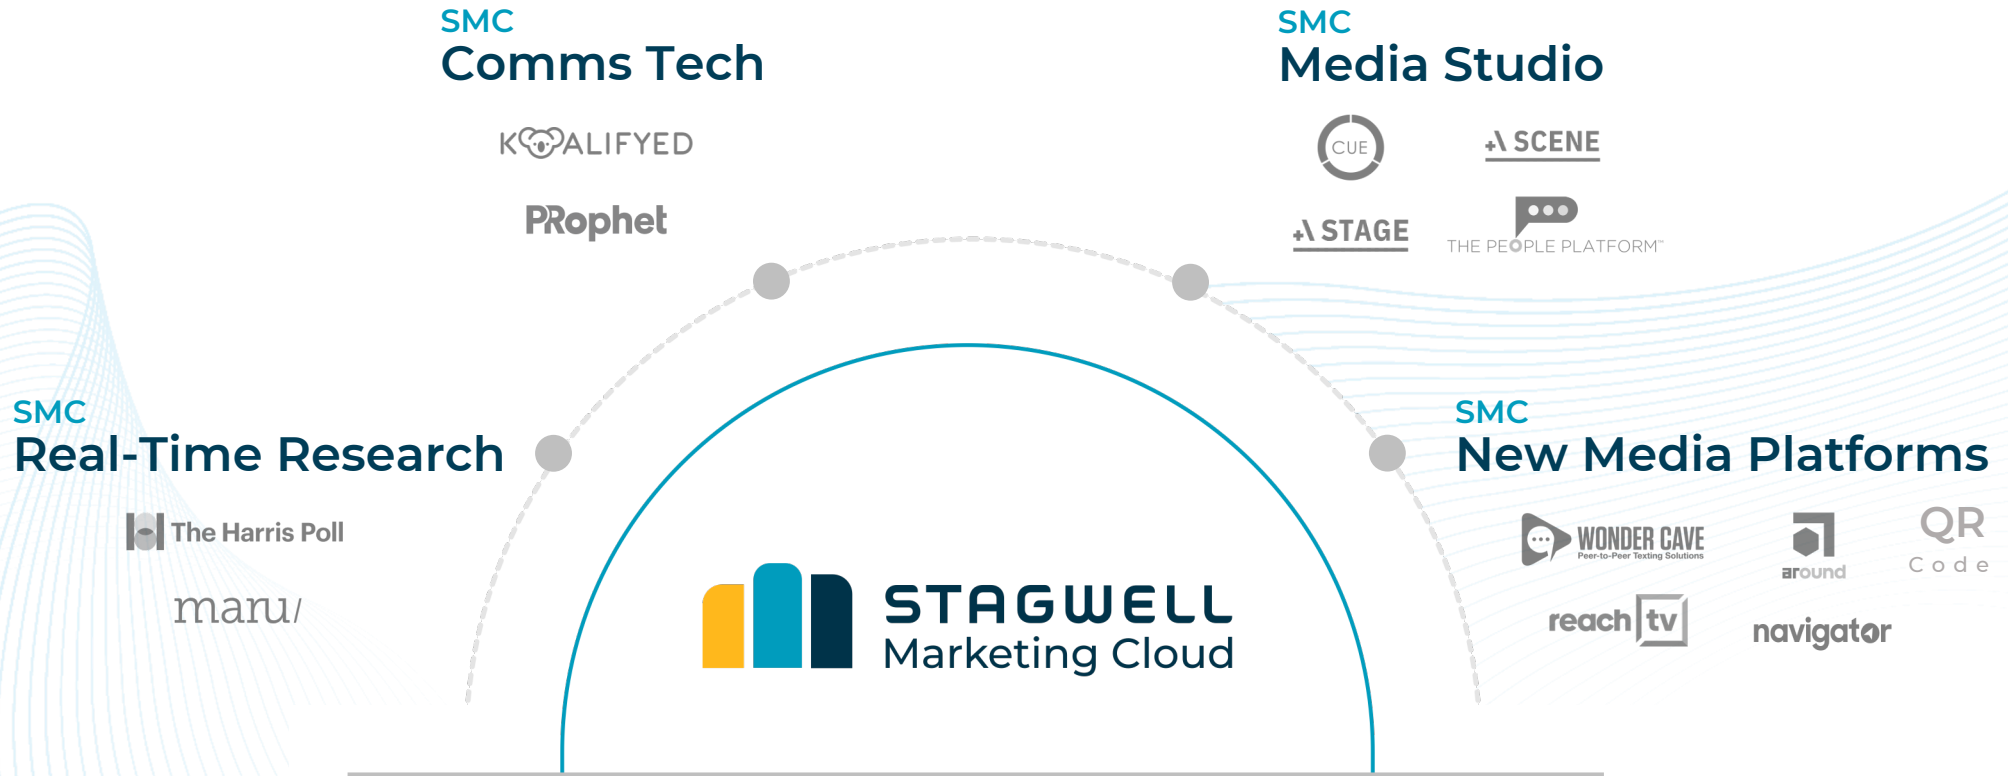 SMC
Comms Tech
KOALIFYED
PRophet
SMC
Media Studio
CUE
+A SCENE
+A STAGE
THE PEOPLE PLATFORM™
SMC
Real-Time Research
The Harris Poll
maru/
SMC
New Media Platforms
WONDER CAVE
Peer-to-Peer Texting Solutions
around
QR
Code
reach tv
navigator
STAGWELL
Marketing Cloud